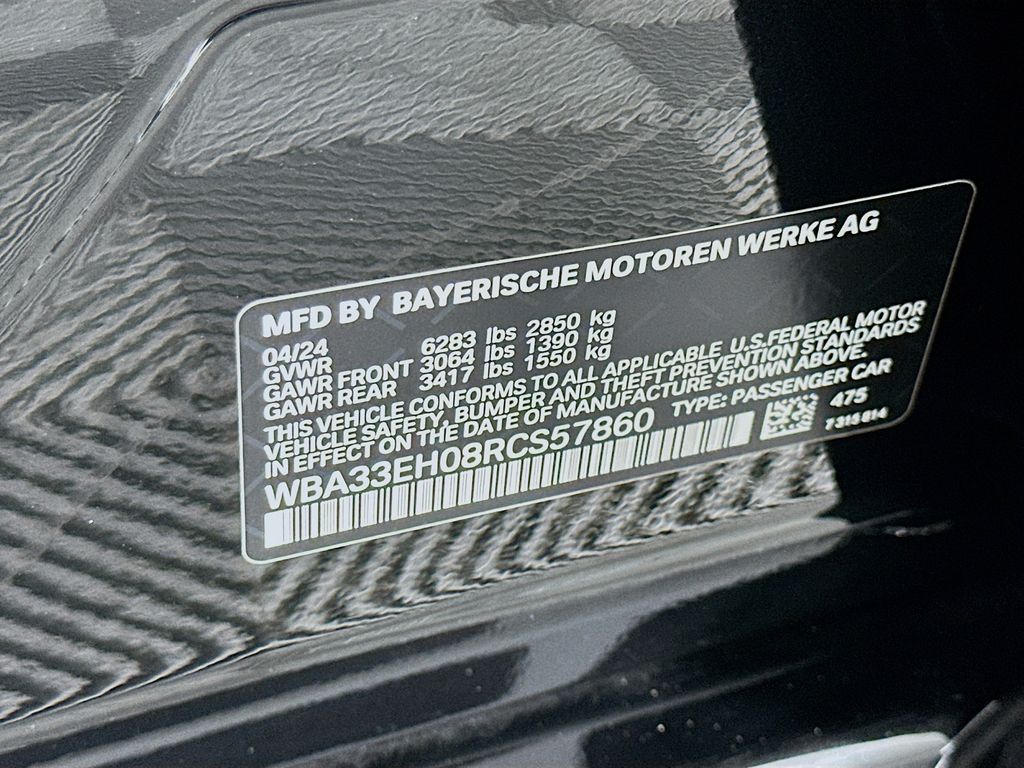 MFD BY BAYERISCHE MOTOREN WERKE AG
04/24
GVWR 6283 lbs 2850 kg
GAWR FRONT 3064 lbs 1390 kg
GAWR REAR 3417 lbs 1550 kg
THIS VEHICLE CONFORMS TO ALL APPLICABLE U.S.FEDERAL MOTOR
VEHICLE SAFETY, BUMPER AND THEFT PREVENTION STANDARDS
IN EFFECT ON THE DATE OF MANUFACTURE SHOWN ABOVE.
WBA33EH08RCS57860 TYPE: PASSENGER CAR
475
7 315 614